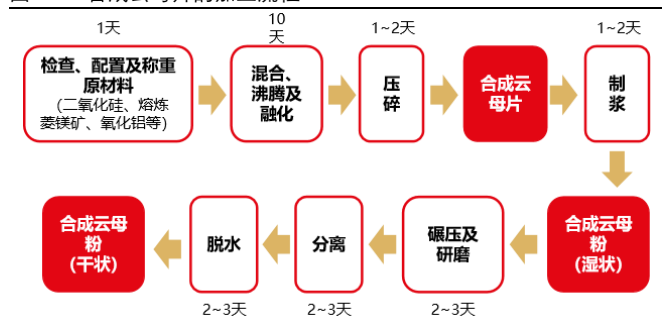 1天
10
天
1~2天
1~2天
检查、配置及称重
原材料
(二氧化硅、熔炼
菱镁矿、氧化铝等)
混合、
沸腾及
融化
压
碎
合成云
母片
制
浆
合成云母
粉
(干状)
脱水
分离
碾压及
研磨
合成云母
粉
(湿状)
2~3天
2~3天
2~3天